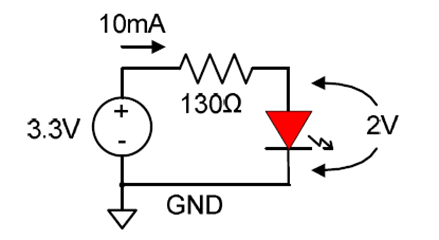 10mA
130Ω
3.3V
+
-
2V
GND